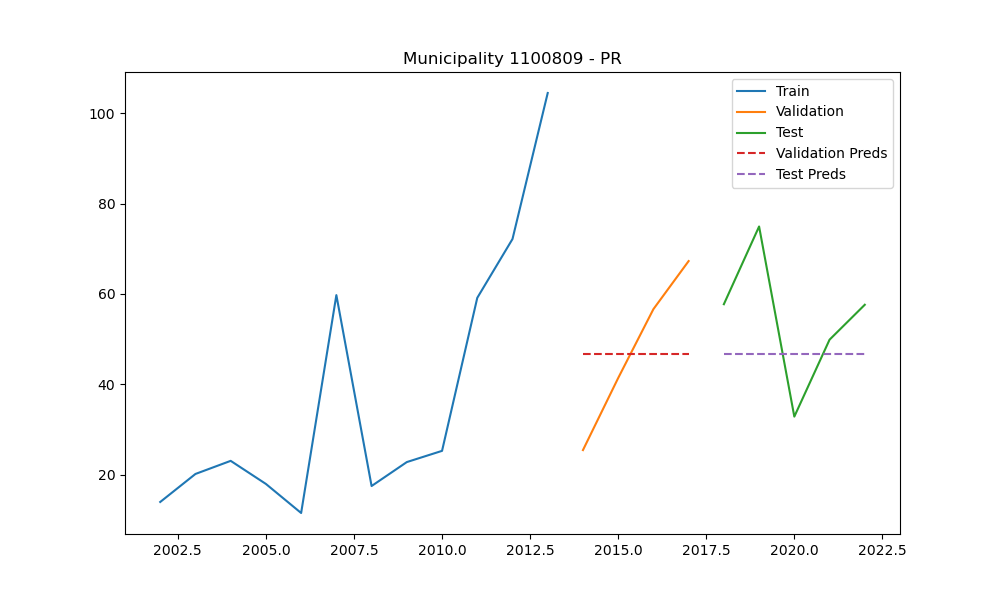 Municipality 1100809 - PR
Train
Validation
Test
Validation Preds
Test Preds
100
80
60
40
20
2002.5 2005.0 2007.5 2010.0 2012.5 2015.0 2017.5 2020.0 2022.5